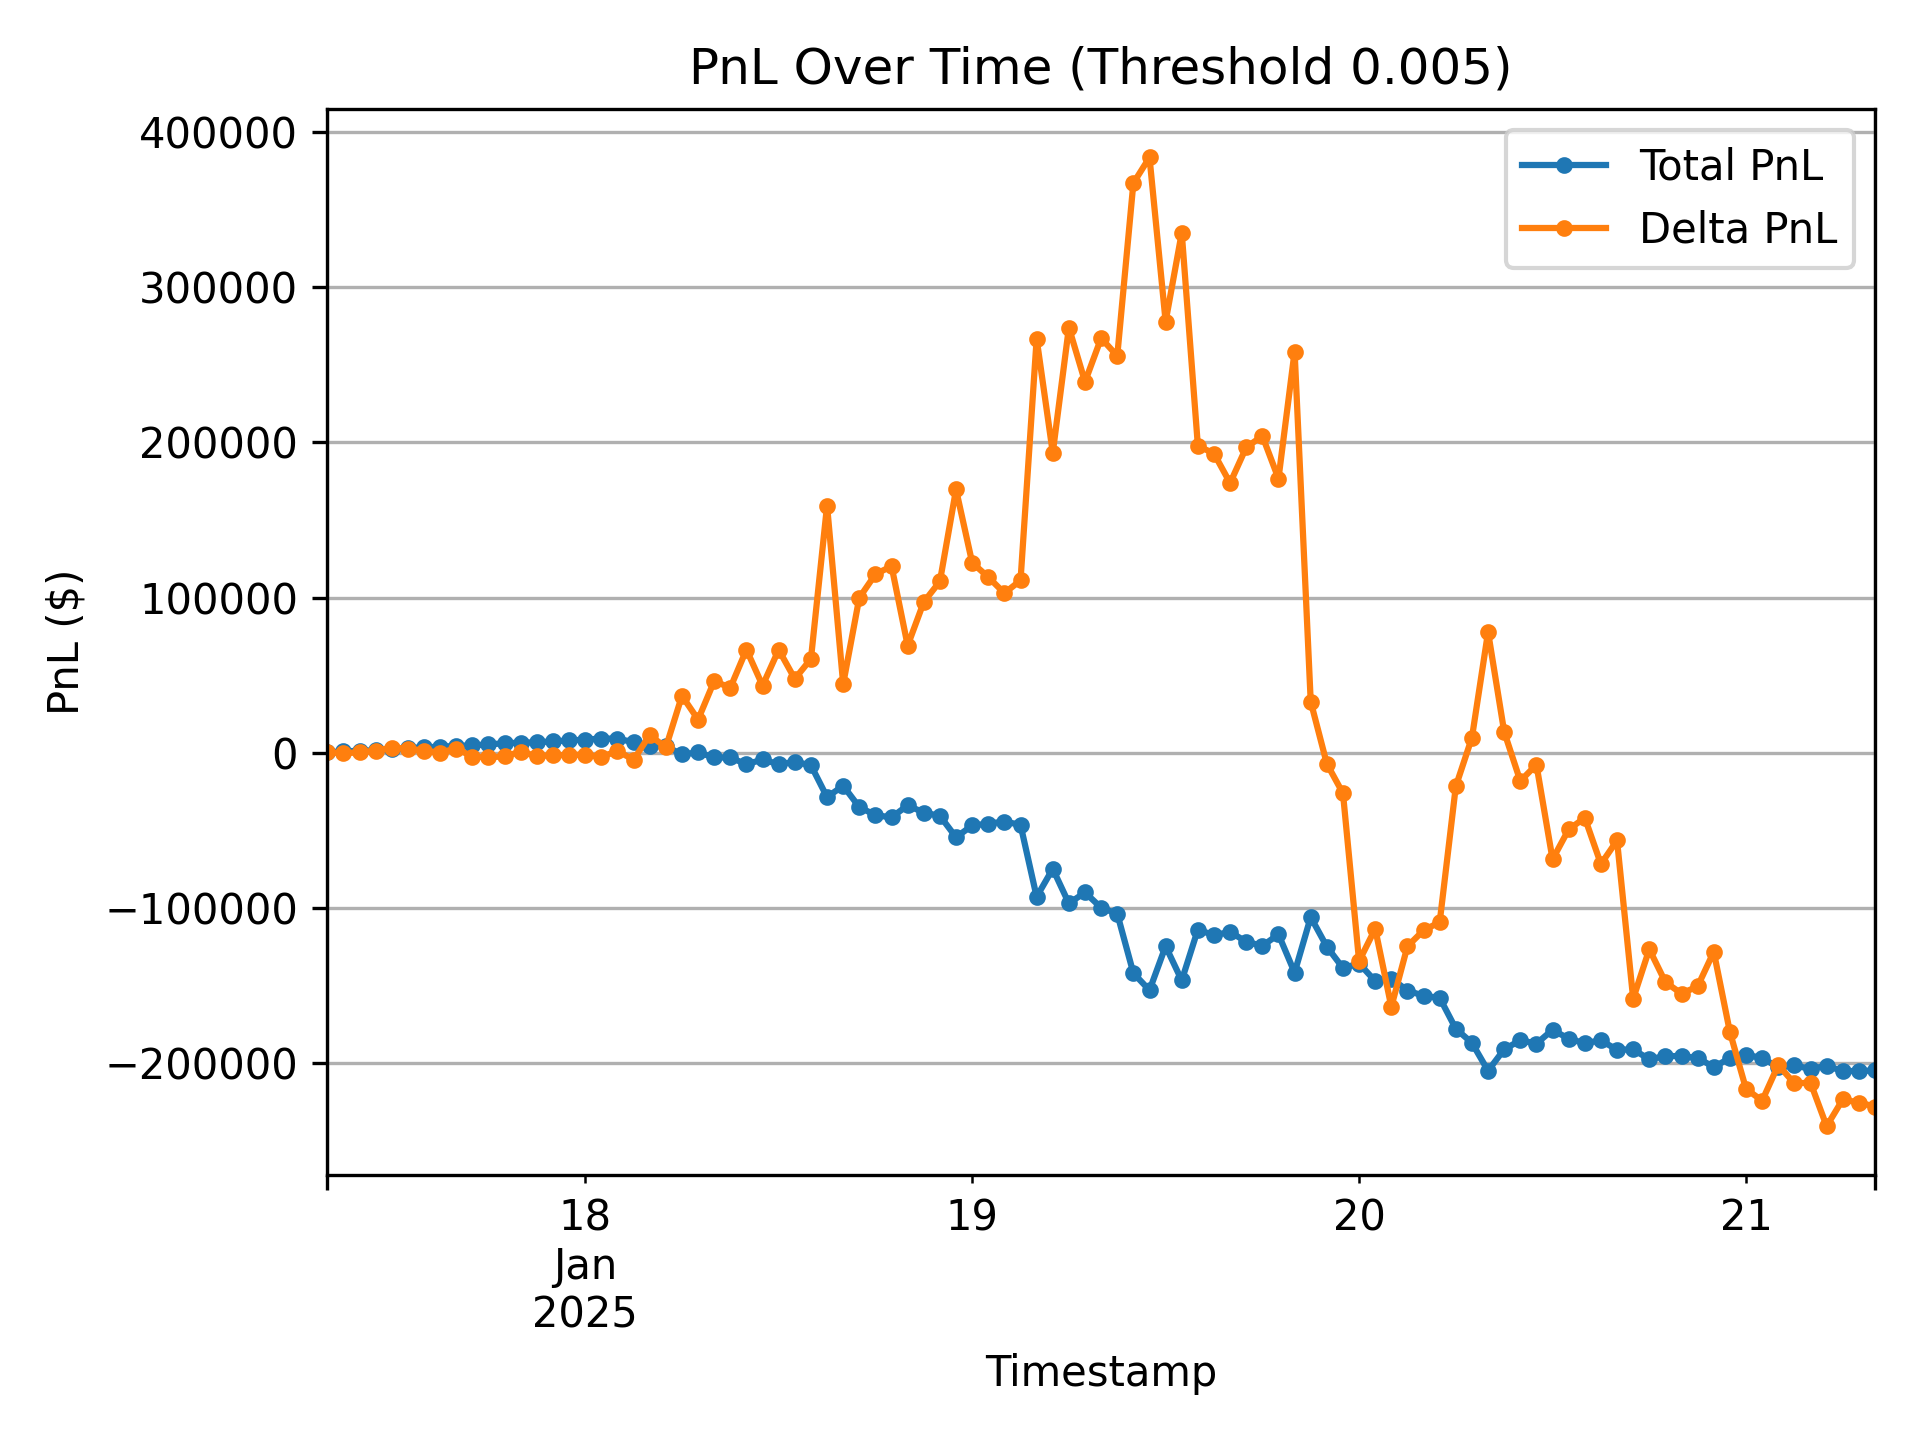 PnL Over Time (Threshold 0.005)
Total PnL
Delta PnL
400000
300000
200000
100000
0
−100000
−200000
PnL ($)
18
19
20
21
Jan
2025
Timestamp